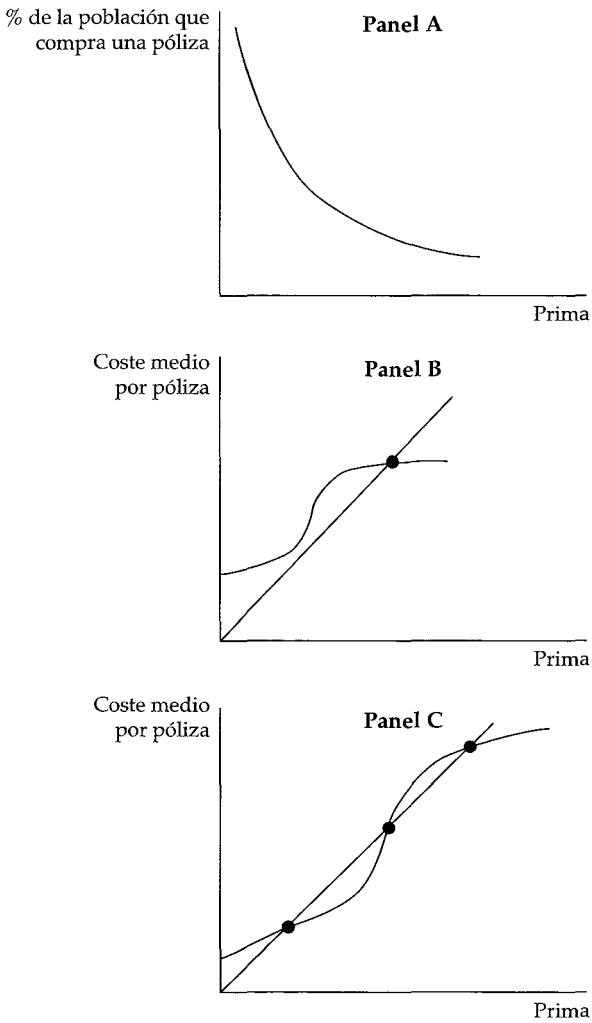 % de la población que
compra una póliza
Panel A
Prima
Coste medio
por póliza
Panel B
Prima
Coste medio
por póliza
Panel C
Prima